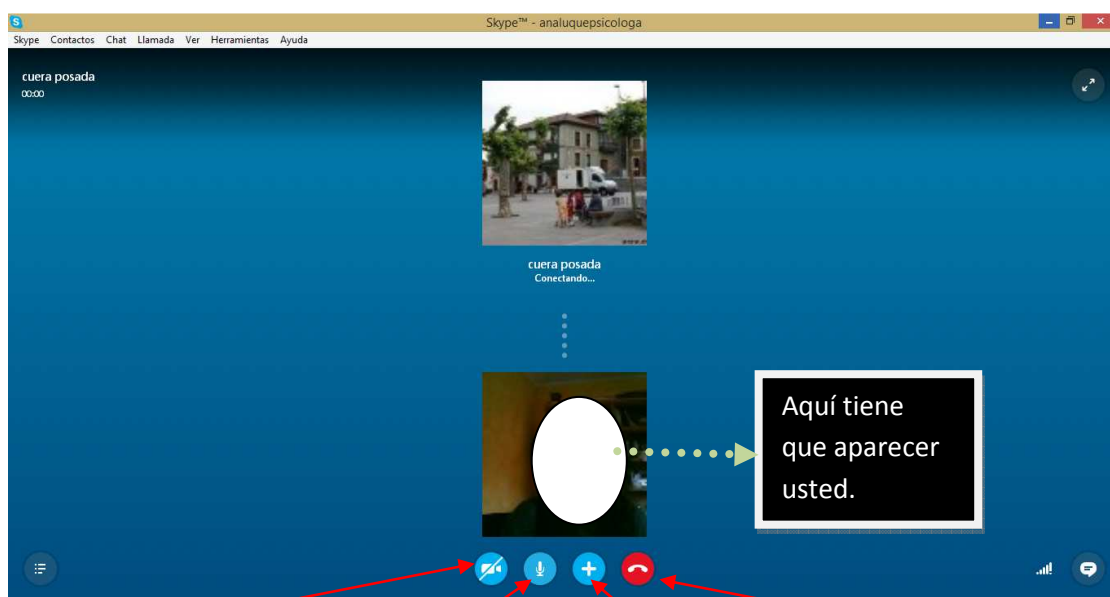 Skype™ - analuquepsicologa
Skype Contactos Chat Llamada Ver Herramientas Ayuda
cuera posada
00:00
cuera posada
Conectando...
Aquí tiene
que aparecer
usted.